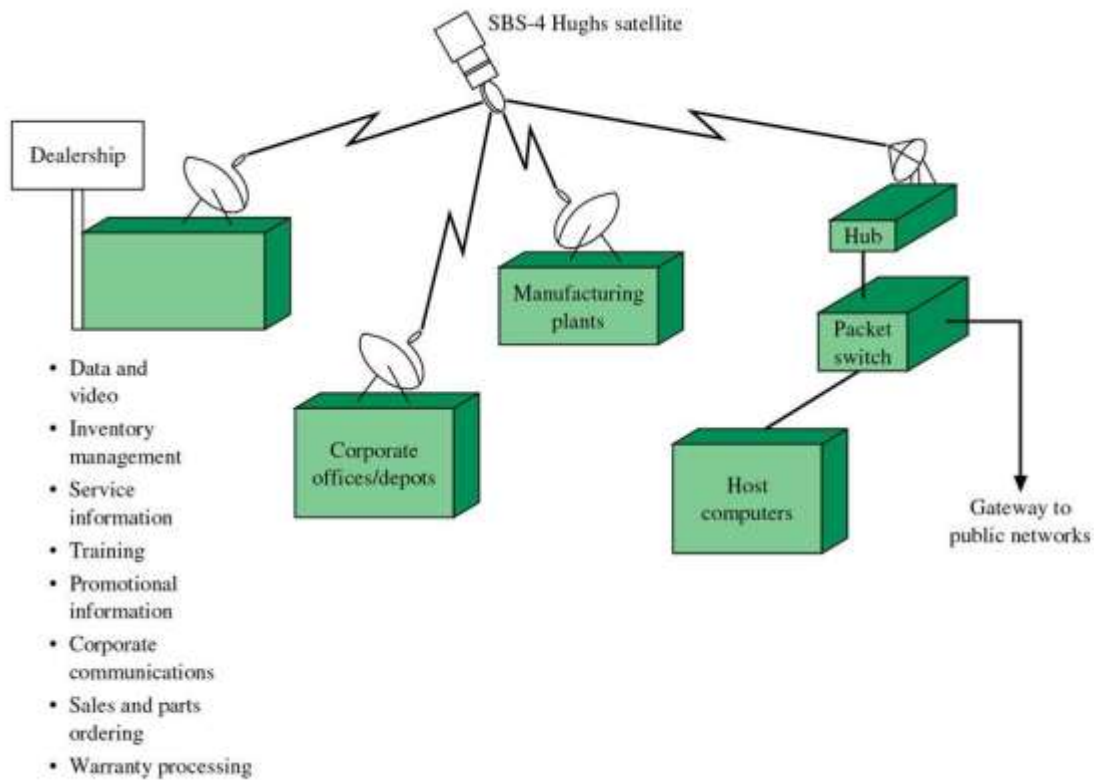 SBS-4 Hughs satellite
Dealership
Hub
Manufacturing
plants
Packet
switch
• Data and
video
• Inventory
management
• Service
information
• Training
• Promotional
information
• Corporate
communications
• Sales and parts
ordering
• Warranty processing
Corporate
offices/depots
Host
computers
Gateway to
public networks